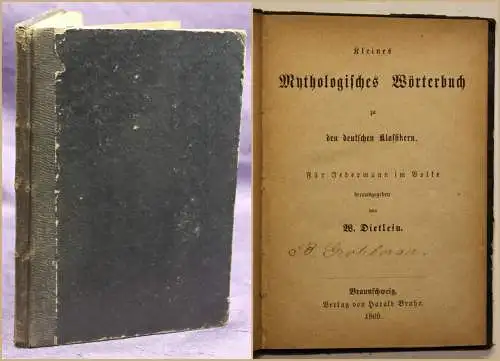 Kleines
Mythologisches Wörterbuch
zu
den deutschen Klassikern.
Für Jedermann im Volke
herausgegeben
von
W. Dietlein.
Braunschweig.
Verlag von Harald Bruhn.
1869.